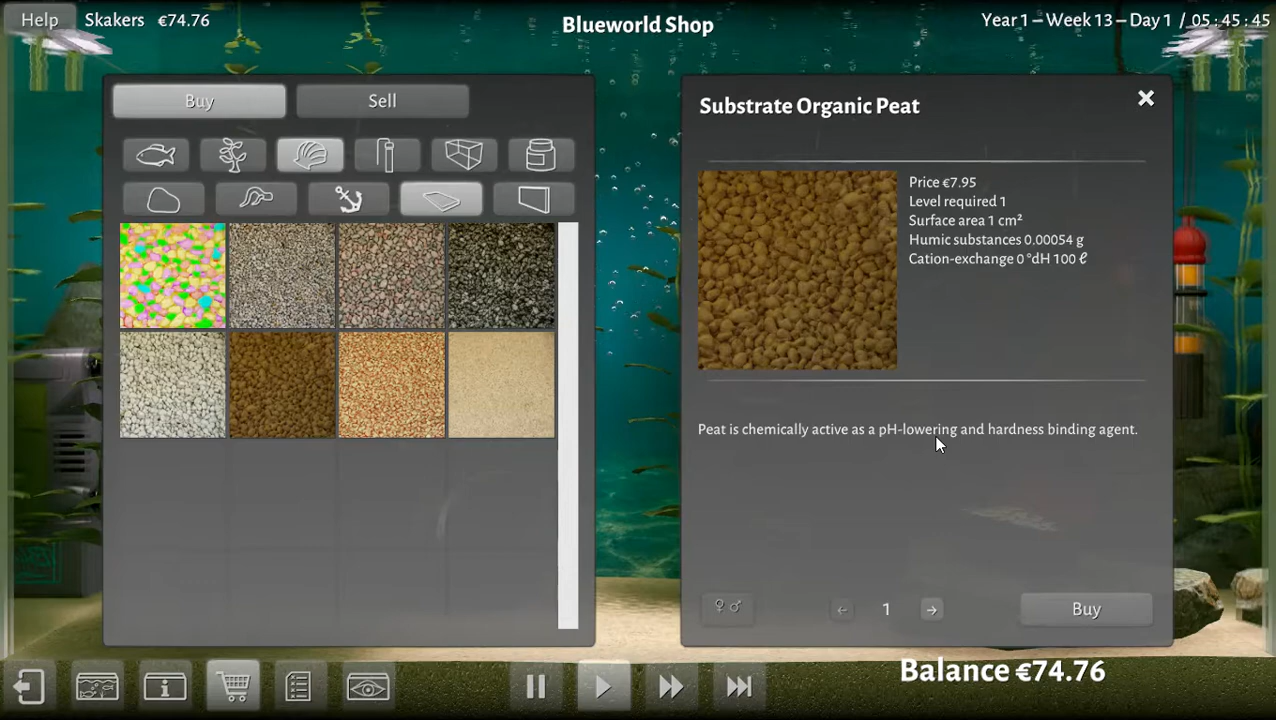 Help Skakers €74.76
Blueworld Shop
Year 1 – Week 13 – Day 1 / 05 : 45 : 45
Buy Sell
Substrate Organic Peat
Price €7.95
Level required 1
Surface area 1 cm²
Humic substances 0.00054 g
Cation-exchange 0 °dH 100 ℓ
Peat is chemically active as a pH-lowering and hardness binding agent.
1 Buy
Balance €74.76